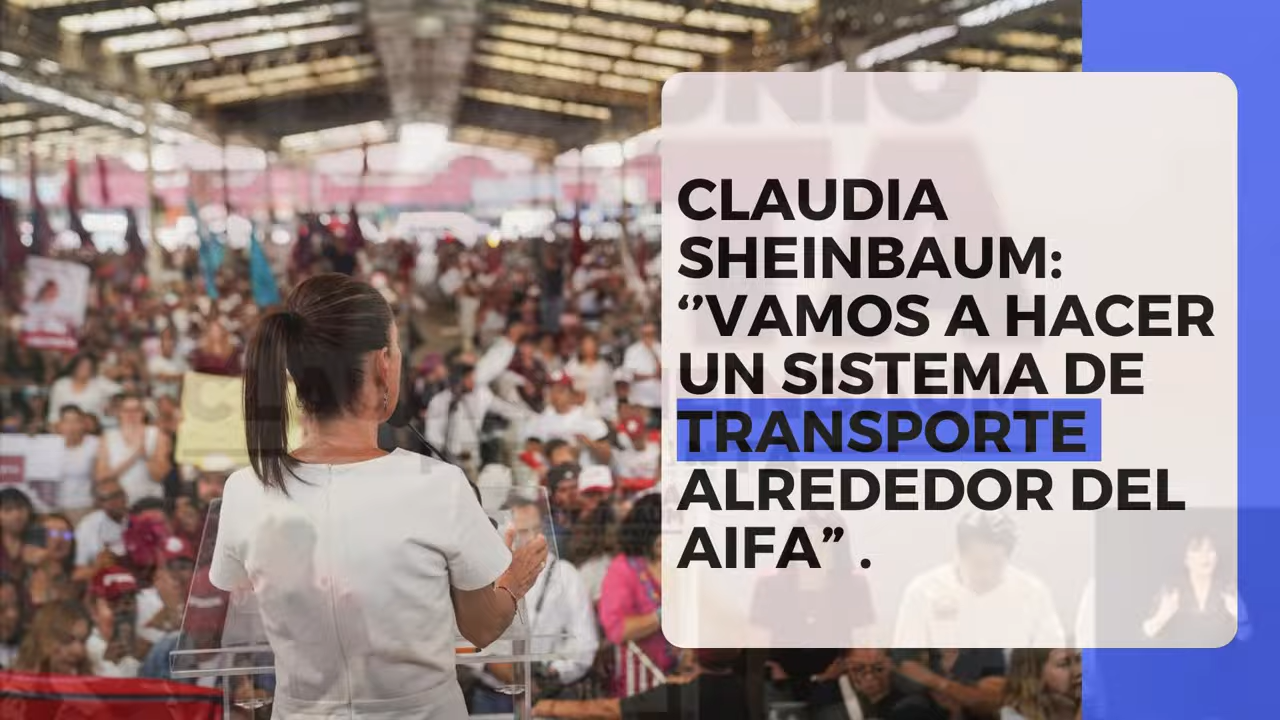 CLAUDIA
SHEINBAUM:
‘’VAMOS A HACER
UN SISTEMA DE
TRANSPORTE
ALREDEDOR DEL
AIFA” .